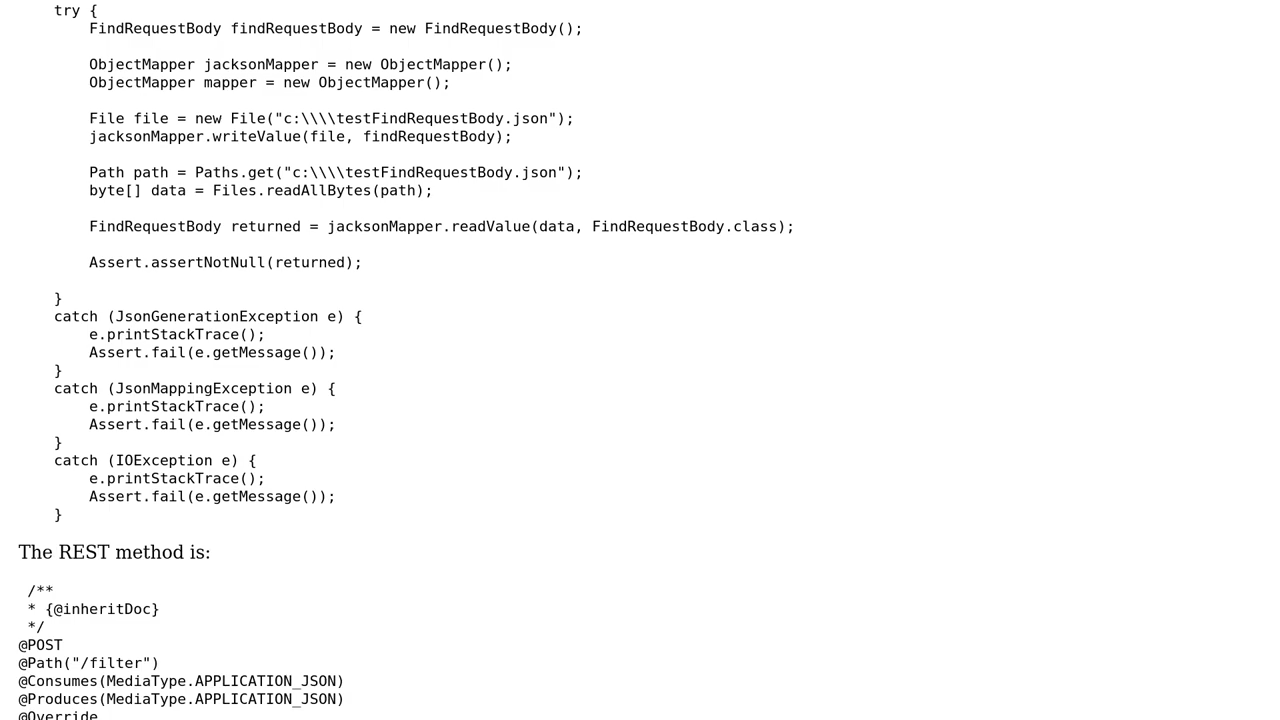 try {
FindRequestBody findRequestBody = new FindRequestBody();
ObjectMapper jacksonMapper = new ObjectMapper();
ObjectMapper mapper = new ObjectMapper();
File file = new File("c:\\\\testFindRequestBody.json");
jacksonMapper.writeValue(file, findRequestBody);
Path path = Paths.get("c:\\\\testFindRequestBody.json");
byte[] data = Files.readAllBytes(path);
FindRequestBody returned = jacksonMapper.readValue(data, FindRequestBody.class);
Assert.assertNotNull(returned);
}
catch (JsonGenerationException e) {
e.printStackTrace();
Assert.fail(e.getMessage());
}
catch (JsonMappingException e) {
e.printStackTrace();
Assert.fail(e.getMessage());
}
catch (IOException e) {
e.printStackTrace();
Assert.fail(e.getMessage());
}
The REST method is:
/**
* {@inheritDoc}
*/
@POST
@Path("/filter")
@Consumes(MediaType.APPLICATION_JSON)
@Produces(MediaType.APPLICATION_JSON)
@Override